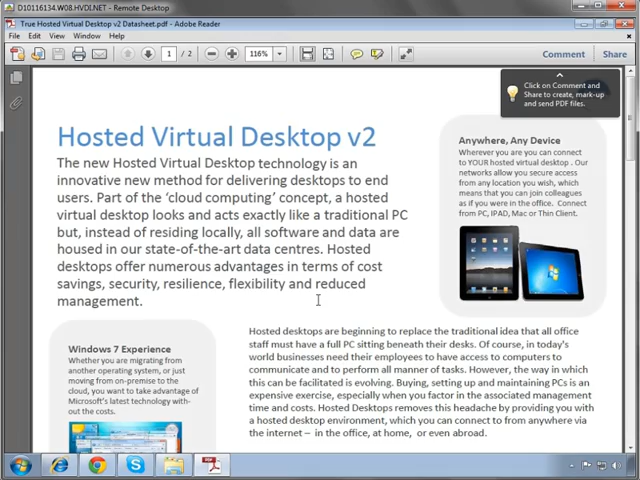 D10116134.W08.HVDI.NET - Remote Desktop
True Hosted Virtual Desktop v2 Datasheet.pdf - Adobe Reader
File Edit View Window Help
1 / 2 116% Comment Share
Click on Comment and
Share to create, mark-up
and send PDF files.
Hosted Virtual Desktop v2
The new Hosted Virtual Desktop technology is an
innovative new method for delivering desktops to end
users. Part of the ‘cloud computing’ concept, a hosted
virtual desktop looks and acts exactly like a traditional PC
but, instead of residing locally, all software and data are
housed in our state-of-the-art data centres. Hosted
desktops offer numerous advantages in terms of cost
savings, security, resilience, flexibility and reduced
management.
Anywhere, Any Device
Wherever you are you can connect
to YOUR hosted virtual desktop . Our
networks allow you secure access
from any location you wish, which
means that you can join colleagues
as if you were in the office. Connect
from PC, IPAD, Mac or Thin Client.
Windows 7 Experience
Whether you are migrating from
another operating system, or just
moving from on-premise to the
cloud, you want to take advantage of
Microsoft's latest technology with-
out the costs.
Hosted desktops are beginning to replace the traditional idea that all office
staff must have a full PC sitting beneath their desks. Of course, in today's
world businesses need their employees to have access to computers to
communicate and to perform all manner of tasks. However, the way in which
this can be facilitated is evolving. Buying, setting up and maintaining PCs is an
expensive exercise, especially when you factor in the associated management
time and costs. Hosted Desktops removes this headache by providing you with
a hosted desktop environment, which you can connect to from anywhere via
the internet – in the office, at home, or even abroad.